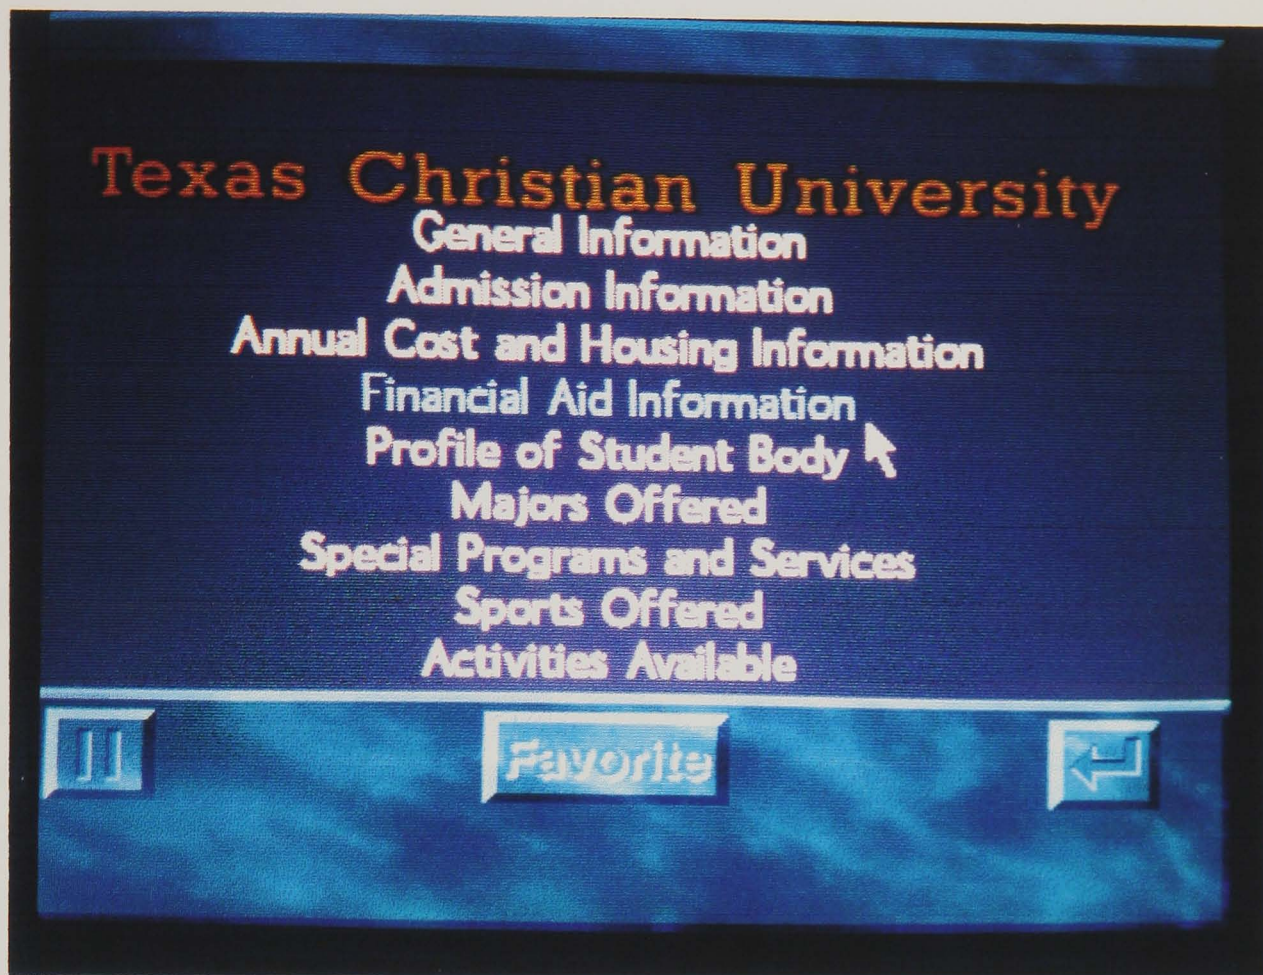 Texas Christian University
General Information
Admission Information
Annual Cost and Housing Information
Financial Aid Information
Profile of Student Body
Majors Offered
Special Programs and Services
Sports Offered
Activities Available
Favorite